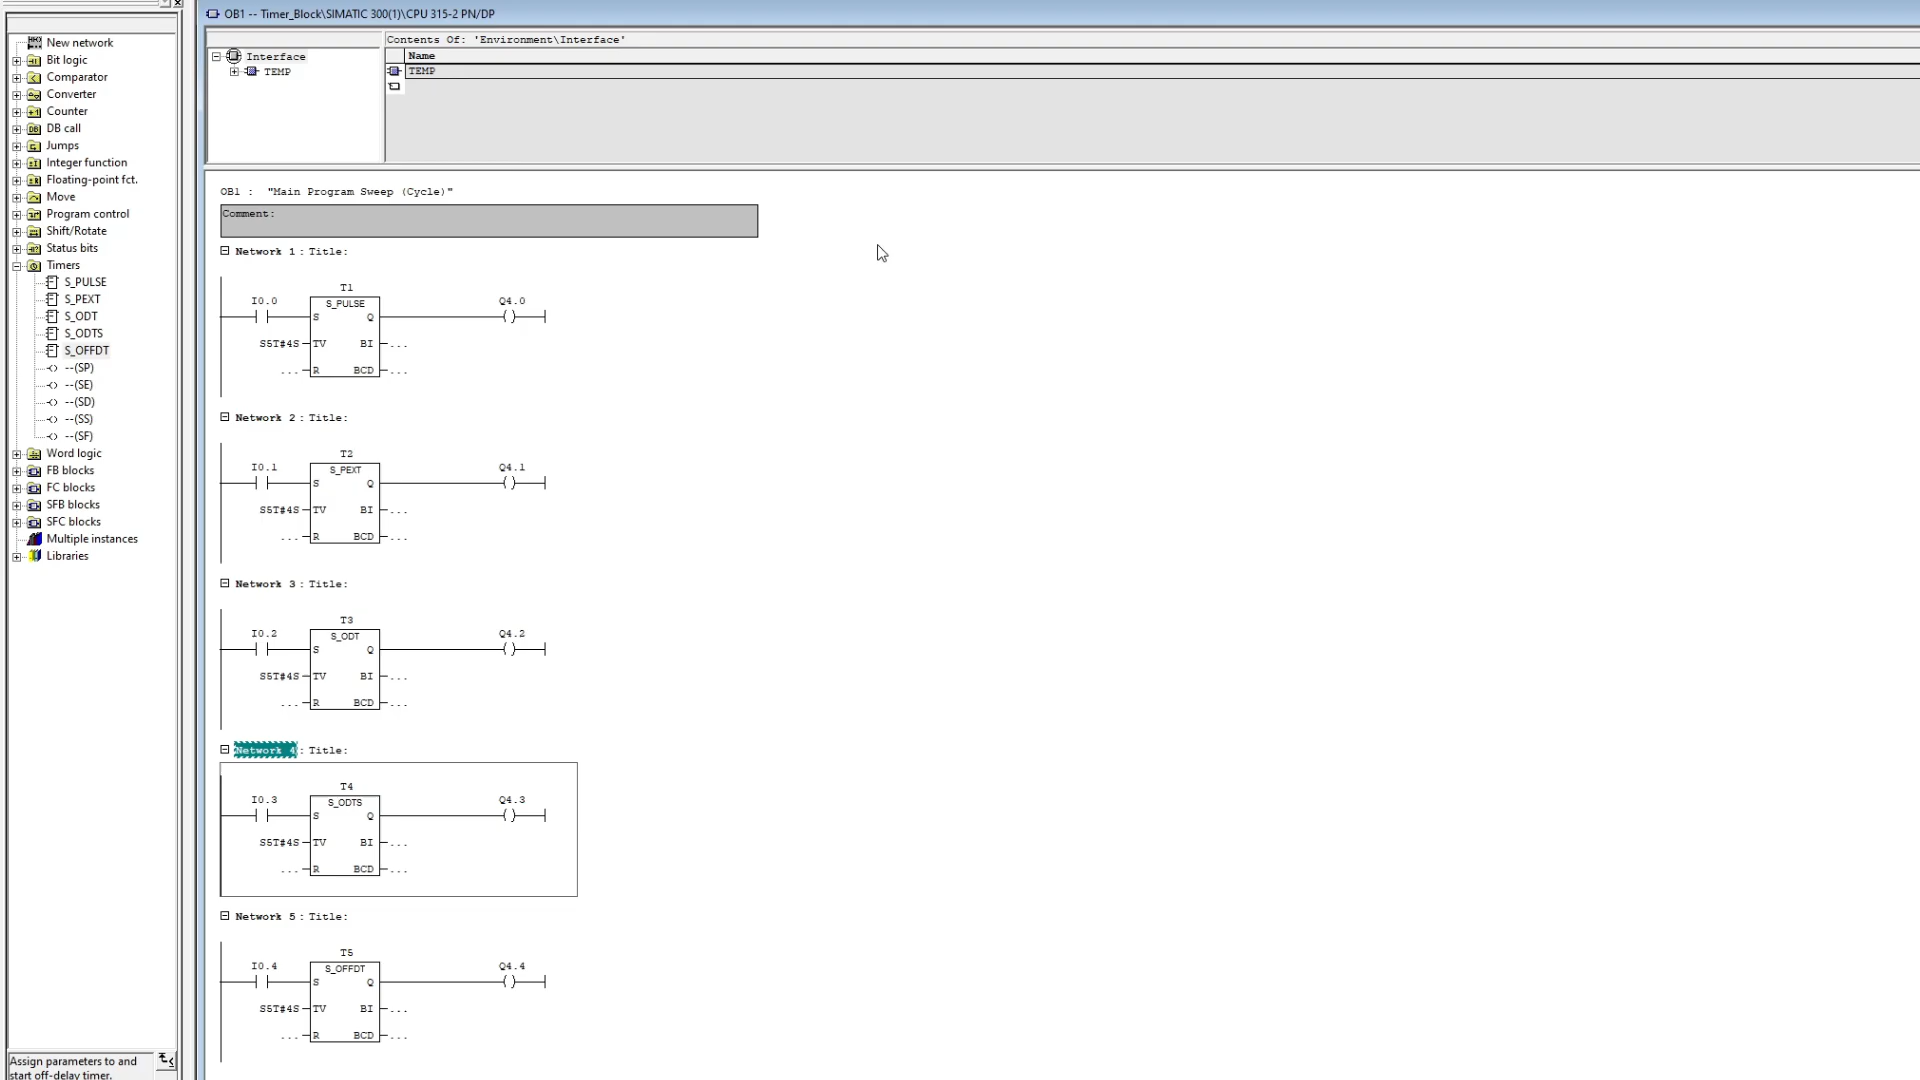 OB1 -- Timer_Block\SIMATIC 300(1)\CPU 315-2 PN/DP
New network
Bit logic
Comparator
Converter
Counter
DB call
Jumps
Integer function
Floating-point fct.
Move
Program control
Shift/Rotate
Status bits
Timers
S_PULSE
S_PEXT
S_ODT
S_ODTS
S_OFFDT
--(SP)
--(SE)
--(SD)
--(SS)
--(SF)
Word logic
FB blocks
FC blocks
SFB blocks
SFC blocks
Multiple instances
Libraries
Assign parameters to and
start off-delay timer.
Interface
TEMP
Contents Of: 'Environment\Interface'
Name
TEMP
OB1 : "Main Program Sweep (Cycle)"
Comment:
Network 1 : Title:
T1
I0.0 S_PULSE Q4.0
S Q
S5T#4S TV BI ...
... R BCD ...
Network 2 : Title:
T2
I0.1 S_PEXT Q4.1
S Q
S5T#4S TV BI ...
... R BCD ...
Network 3 : Title:
T3
I0.2 S_ODT Q4.2
S Q
S5T#4S TV BI ...
... R BCD ...
Network 4 : Title:
T4
I0.3 S_ODTS Q4.3
S Q
S5T#4S TV BI ...
... R BCD ...
Network 5 : Title:
T5
I0.4 S_OFFDT Q4.4
S Q
S5T#4S TV BI ...
... R BCD ...